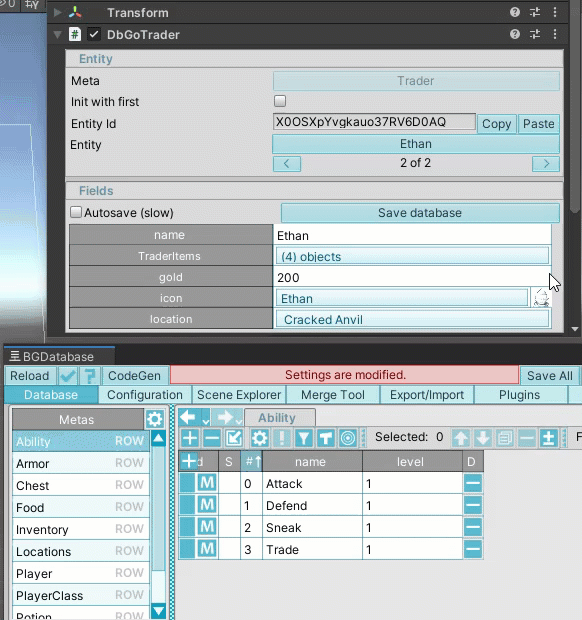 Transform
DbGoTrader
Entity
Meta Trader
Init with first
Entity Id X0OSXpYvgkauo37RV6D0AQ Copy Paste
Entity Ethan
< 2 of 2 >
Fields
Autosave (slow) Save database
name Ethan
TraderItems (4) objects
gold 200
icon Ethan
location Cracked Anvil
BGDatabase
Reload CodeGen Settings are modified. Save All
Database Configuration Scene Explorer Merge Tool Export/Import Plugins
Metas Ability
Selected: 0 F
Ability ROW
Armor ROW
Chest ROW
Food ROW
Inventory ROW
Locations ROW
Player ROW
PlayerClass ROW
Potion ROW
d S #↑ name level D
M 0 Attack 1
M 1 Defend 1
M 2 Sneak 1
M 3 Trade 1